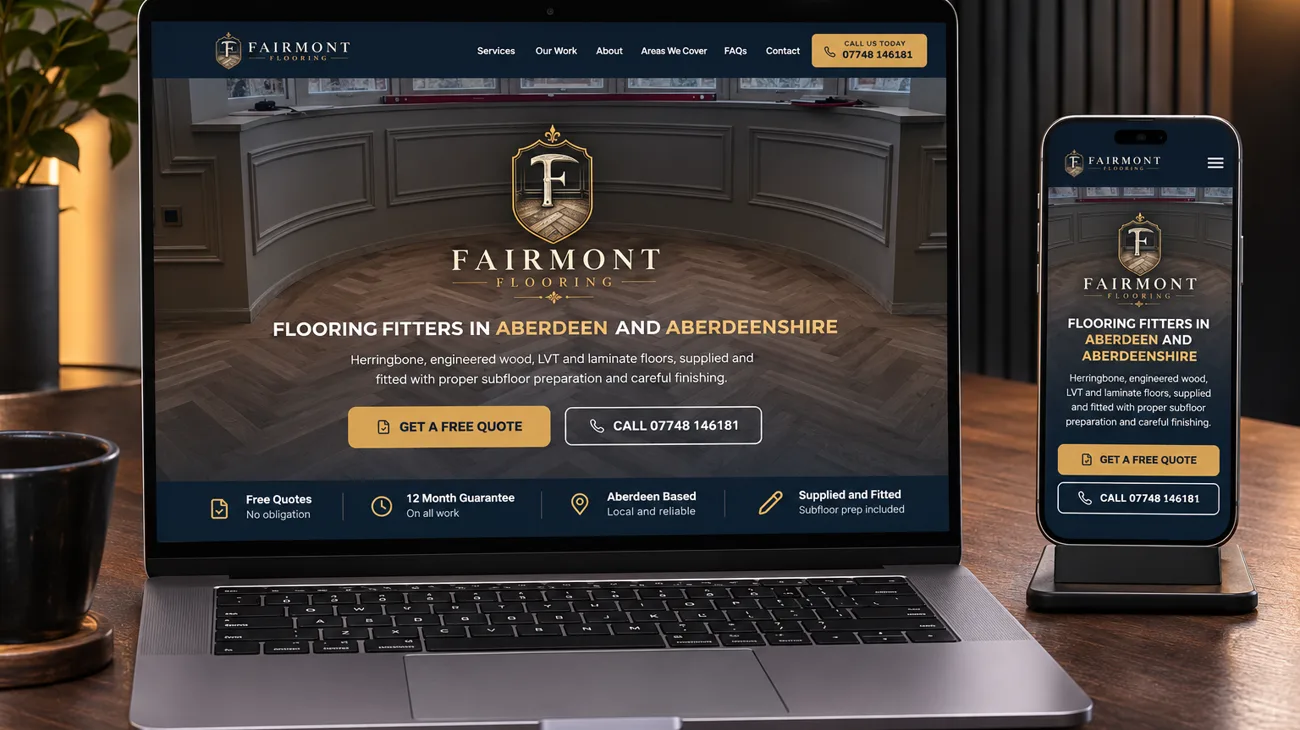 FAIRMONT
FLOORING
Services Our Work About Areas We Cover FAQs Contact
CALL US TODAY
07748 146181
F
FAIRMONT
FLOORING
FLOORING FITTERS IN ABERDEEN AND ABERDEENSHIRE
Herringbone, engineered wood, LVT and laminate floors, supplied and
fitted with proper subfloor preparation and careful finishing.
GET A FREE QUOTE
CALL 07748 146181
Free Quotes
No obligation
12 Month Guarantee
On all work
Aberdeen Based
Local and reliable
Supplied and Fitted
Subfloor prep included
FAIRMONT
FLOORING
F
FAIRMONT
FLOORING
FLOORING FITTERS IN
ABERDEEN AND
ABERDEENSHIRE
Herringbone, engineered wood,
LVT and laminate floors, supplied
and fitted with proper subfloor
preparation and careful finishing.
GET A FREE QUOTE
CALL 07748 146181